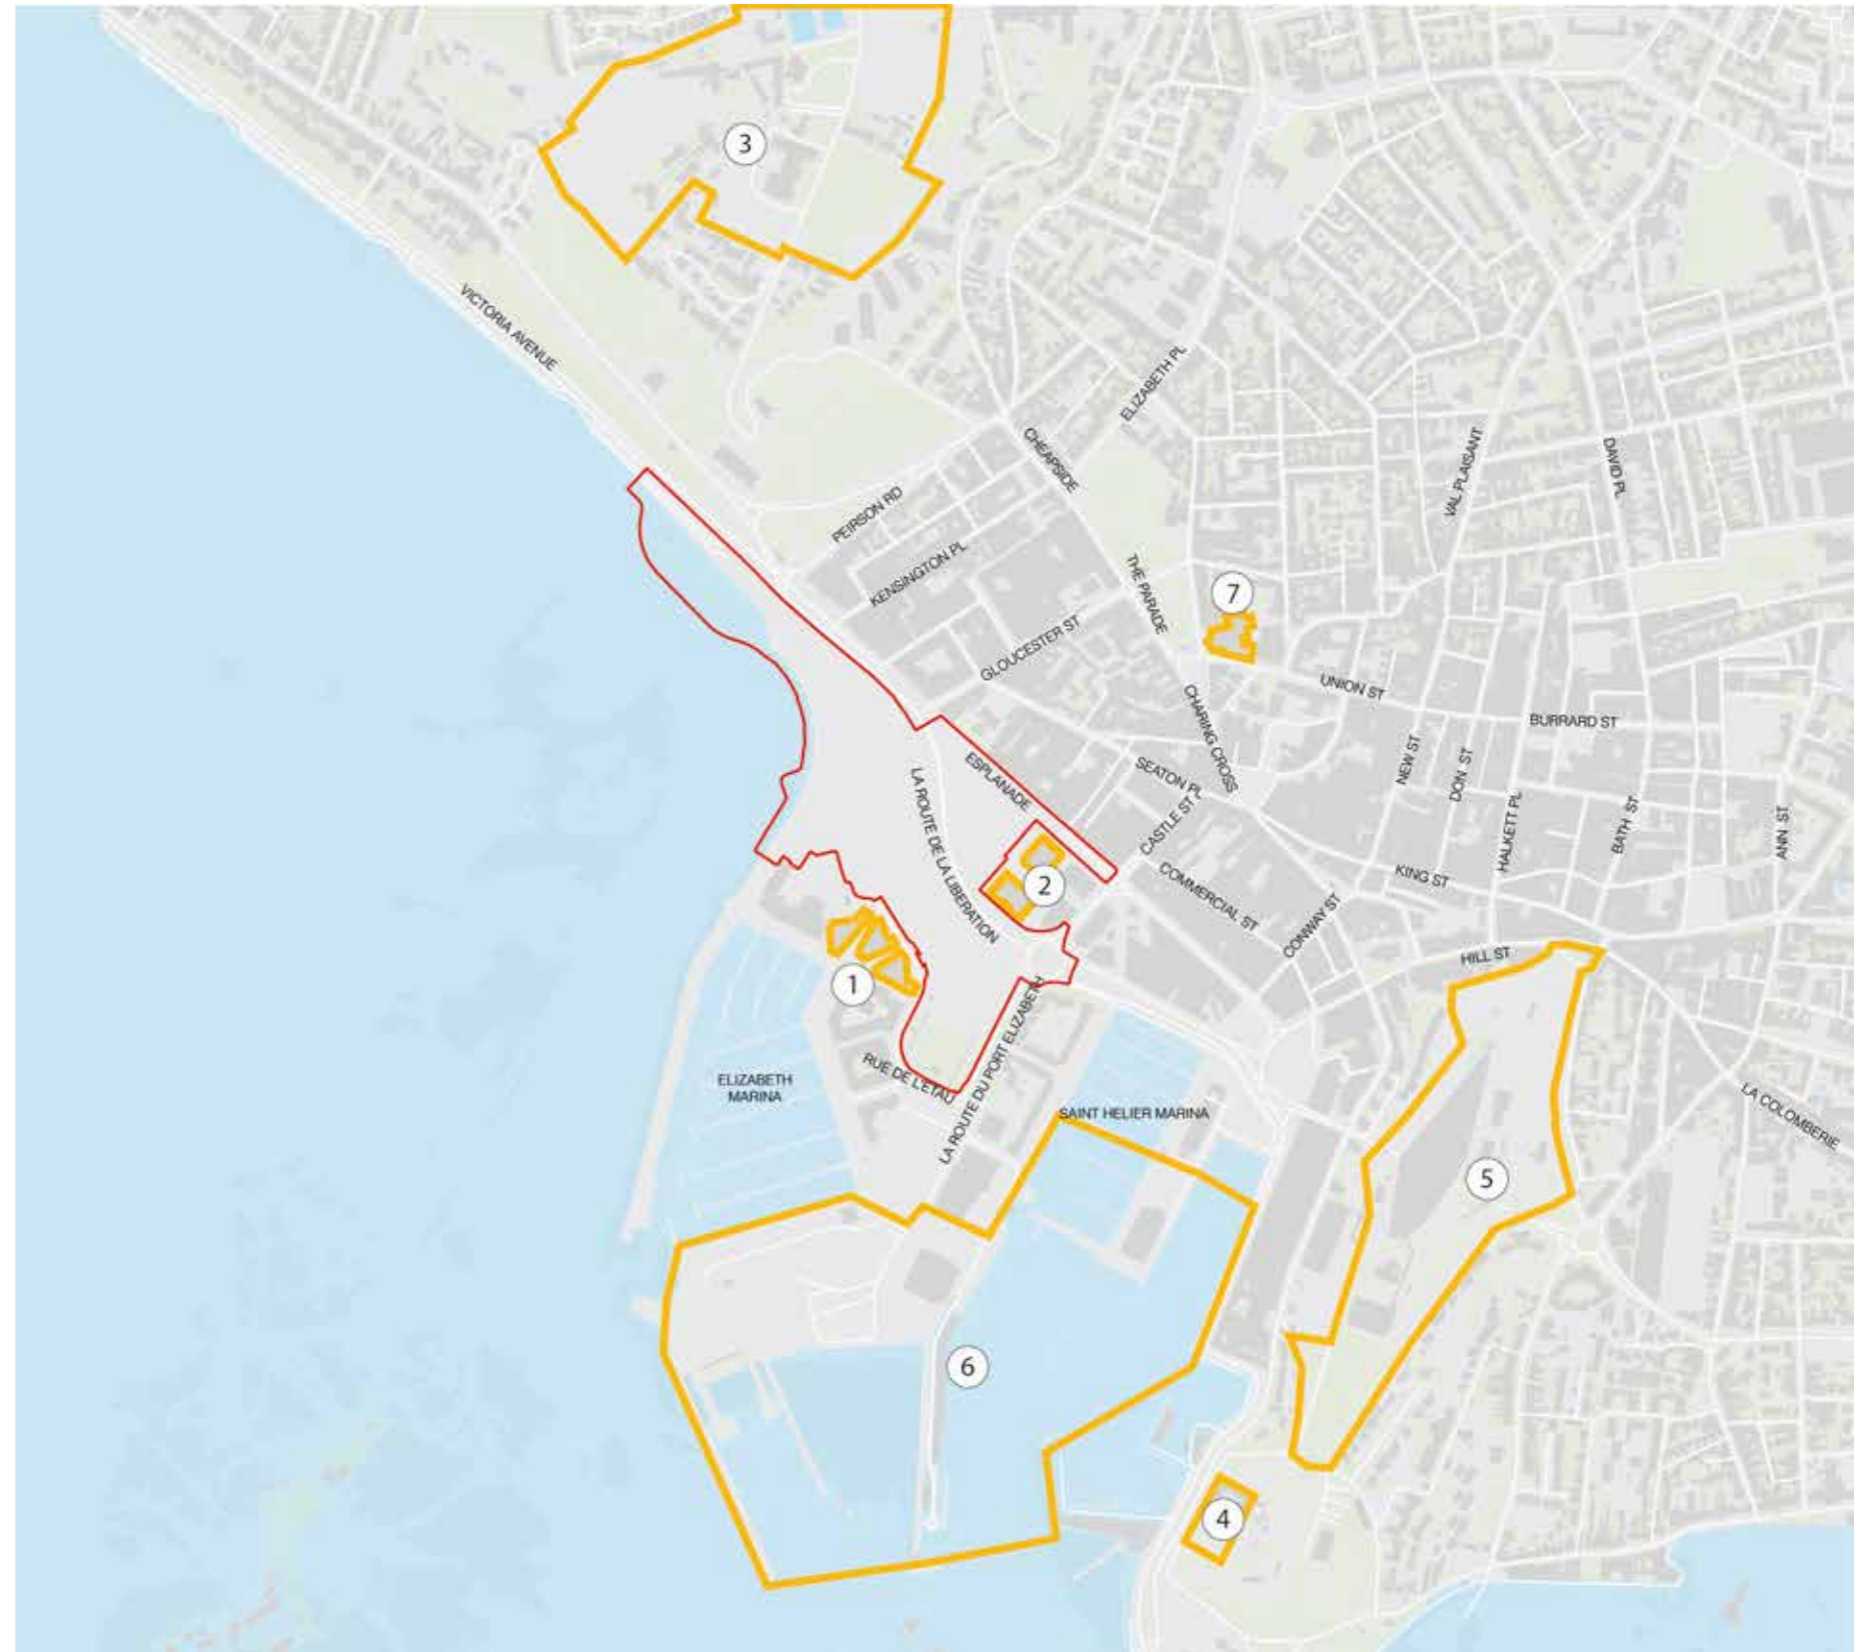 3
VICTORIA AVENUE
ELIZABETH PL
CHEAPSIDE
VAL PLAISANT
DAVID PL
PEIRSON RD
KENSINGTON PL
THE PARADE
7
GLOUCESTER ST
UNION ST
CHARING CROSS
BURRARD ST
ESPLANADE
SEATON PL
NEW ST
DON ST
LA ROUTE DE LA LIBERATION
CASTLE ST
HALKETT PL
BATH ST
ANN ST
2
COMMERCIAL ST
KING ST
CONWAY ST
HILL ST
1
LA ROUTE DU PORT ELIZABETH
RUE DE L'ETAU
ELIZABETH
MARINA
SAINT HELIER MARINA
LA COLOMBERIE
5
6
4